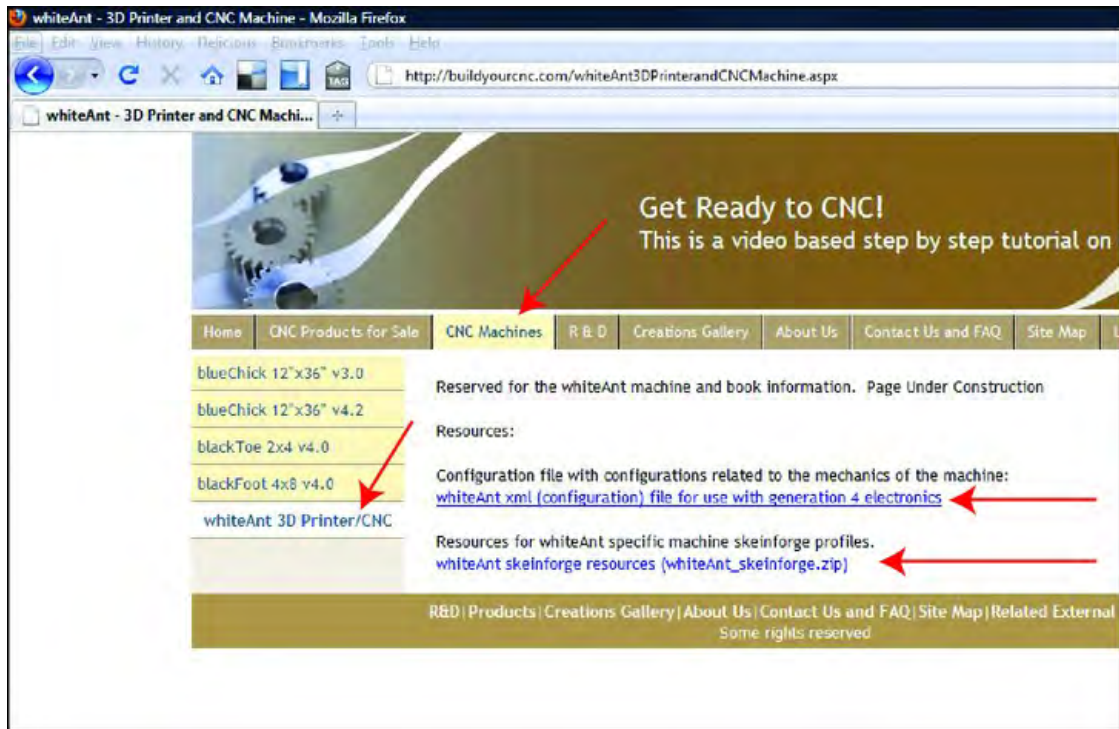 whiteAnt - 3D Printer and CNC Machine - Mozilla Firefox
File Edit View History Delicious Bookmarks Tools Help
TAG
http://buildyourcnc.com/whiteAnt3DPrinterandCNCMachine.aspx
whiteAnt - 3D Printer and CNC Machi...
Get Ready to CNC!
This is a video based step by step tutorial on
Home CNC Products for Sale CNC Machines R & D Creations Gallery About Us Contact Us and FAQ Site Map
blueChick 12"x36" v3.0
blueChick 12"x36" v4.2
blackToe 2x4 v4.0
blackFoot 4x8 v4.0
whiteAnt 3D Printer/CNC
Reserved for the whiteAnt machine and book information. Page Under Construction
Resources:
Configuration file with configurations related to the mechanics of the machine:
whiteAnt xml (configuration) file for use with generation 4 electronics
Resources for whiteAnt specific machine skeinforge profiles.
whiteAnt skeinforge resources (whiteAnt_skeinforge.zip)
R&D|Products|Creations Gallery|About Us|Contact Us and FAQ|Site Map|Related External
Some rights reserved